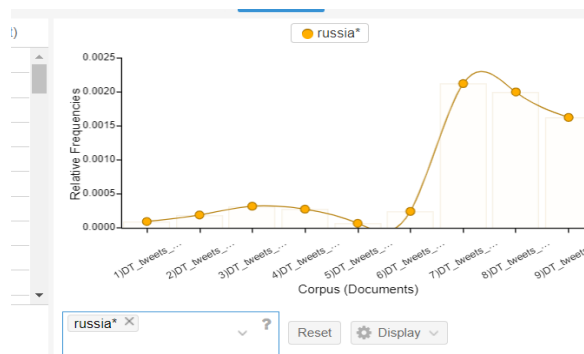 t)
russia*
0.0025
0.0020
0.0015
0.0010
0.0005
0.0000
Relative Frequencies
1)DT_tweets_...
2)DT_tweets_...
3)DT_tweets_...
4)DT_tweets_...
5)DT_tweets_...
6)DT_tweets_...
7)DT_tweets_...
8)DT_tweets_...
9)DT_tweets_...
Corpus (Documents)
russia* ×
?
Reset
Display